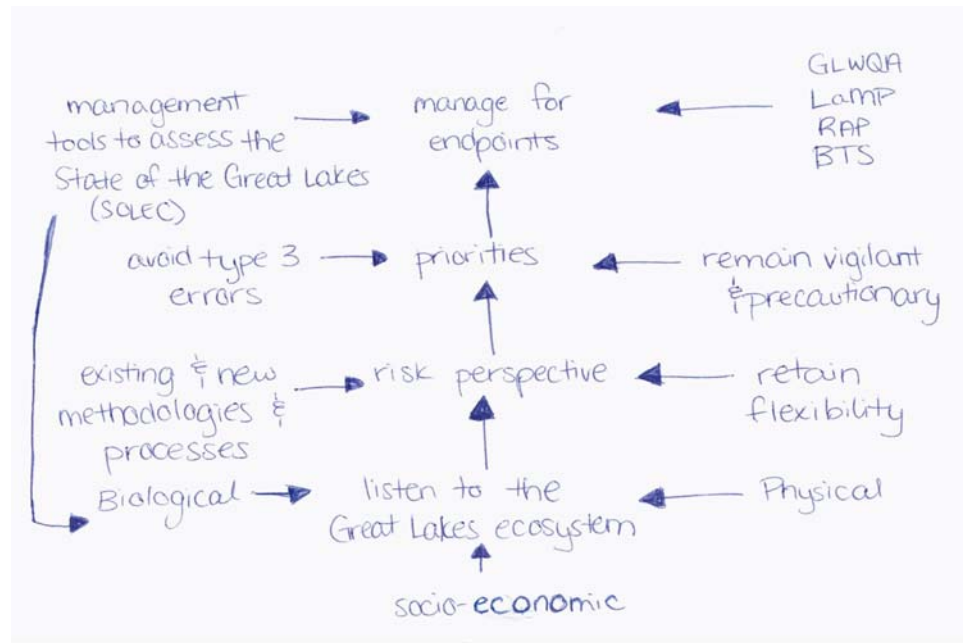 management
tools to assess the
State of the Great Lakes
(SOLEC)
manage for
endpoints
GLWQA
LaMP
RAP
BTS
avoid type 3
errors
priorities
remain vigilant
& precautionary
existing & new
methodologies &
processes
risk perspective
retain
flexibility
Biological
listen to the
Great Lakes ecosystem
Physical
socio-economic